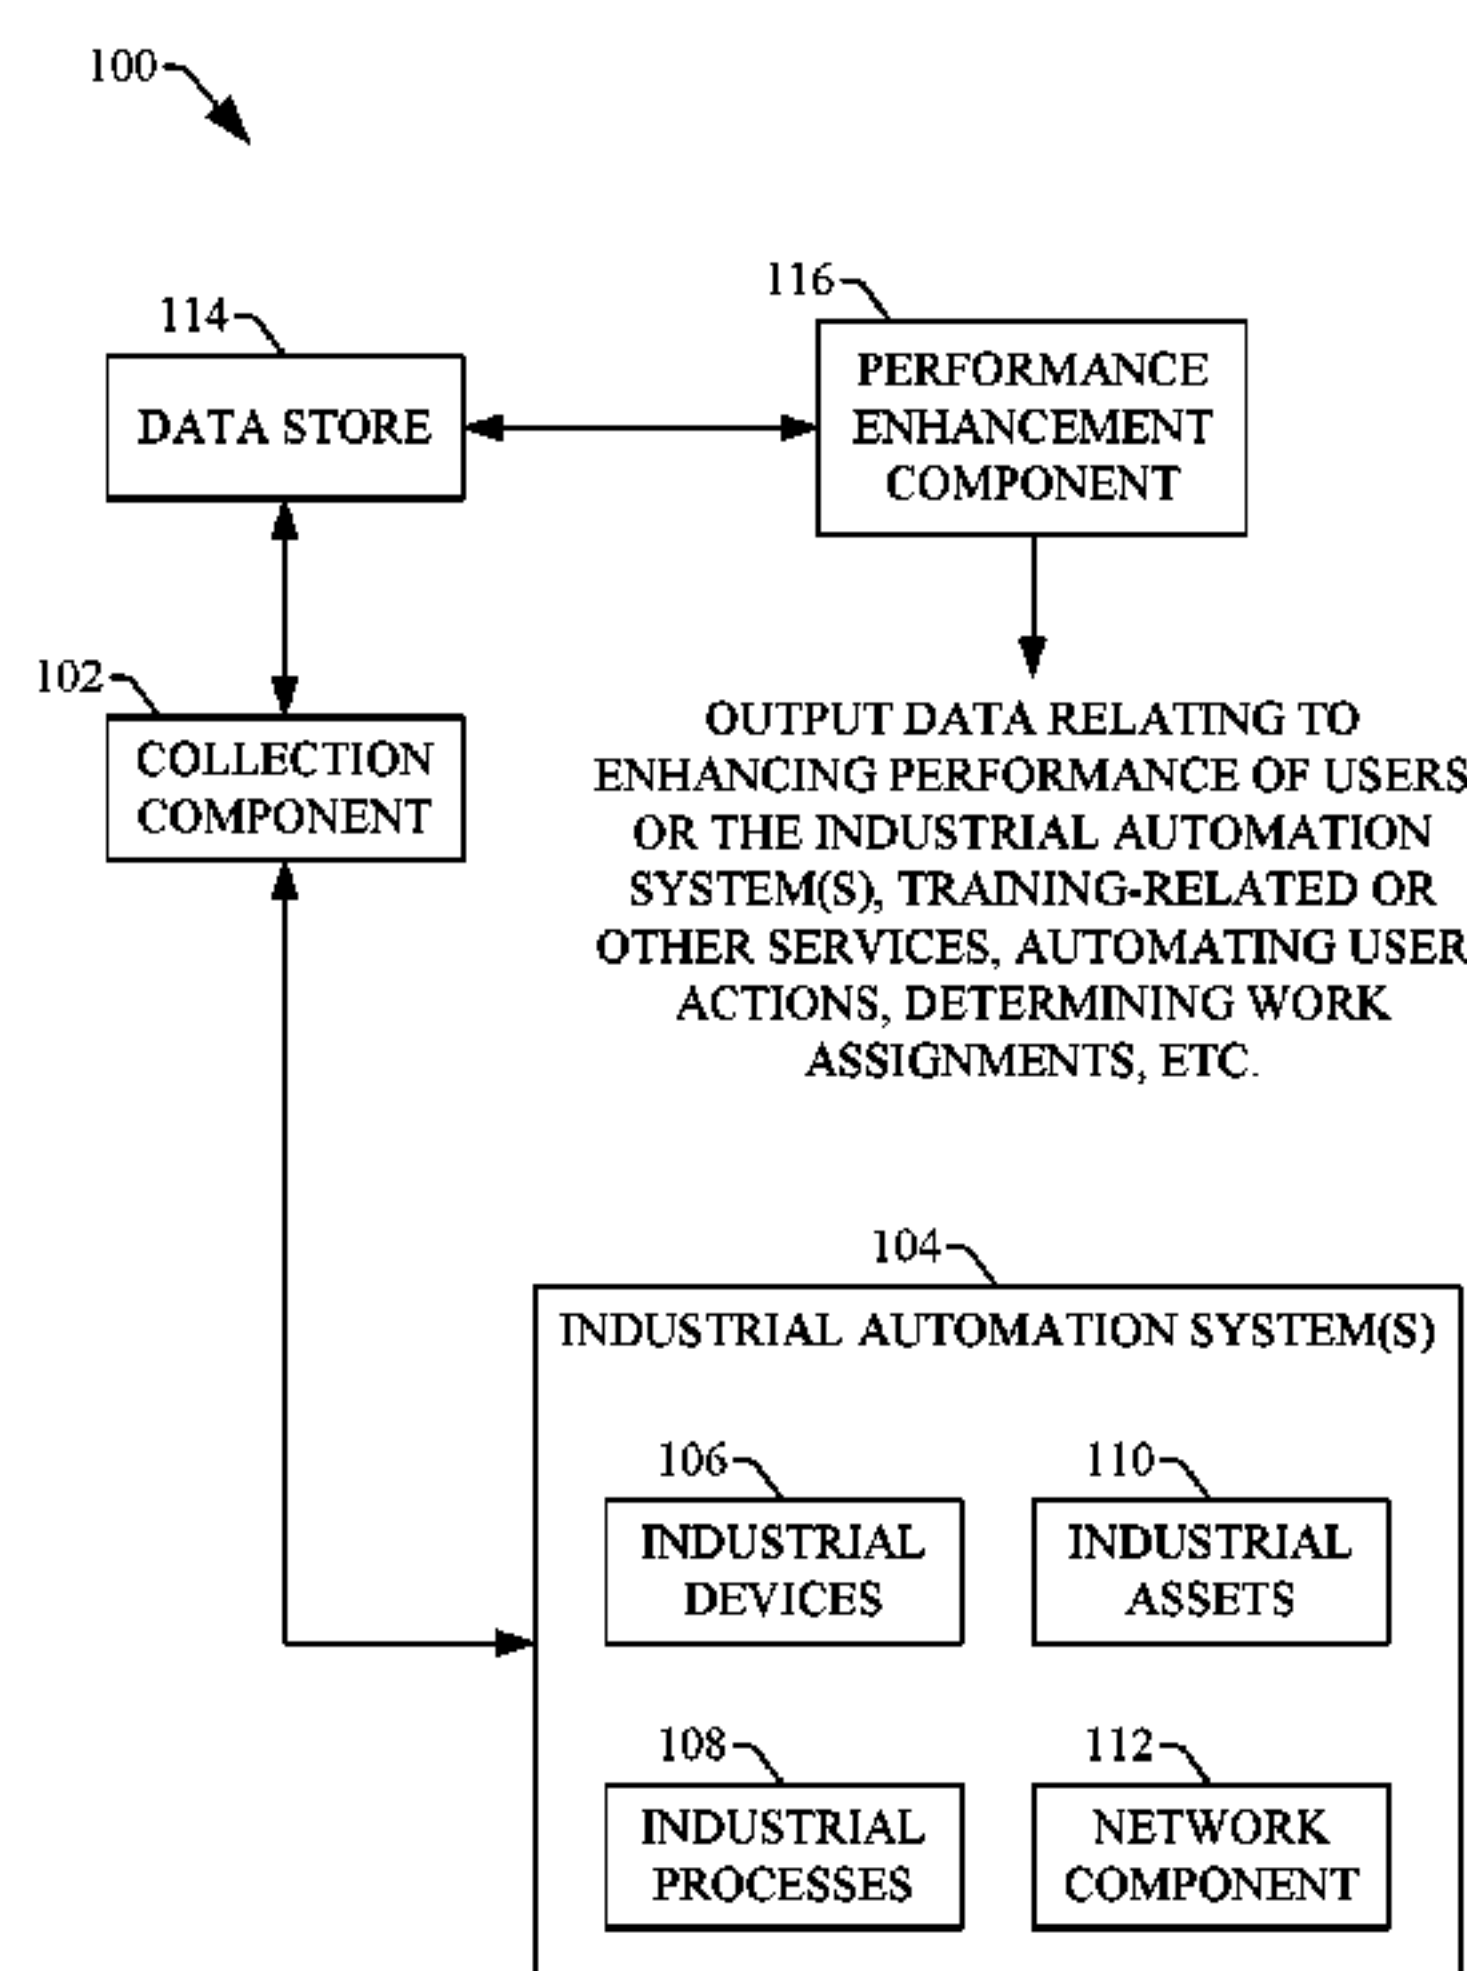 100
116
114
PERFORMANCE
ENHANCEMENT
COMPONENT
DATA STORE
102
COLLECTION
COMPONENT
OUTPUT DATA RELATING TO
ENHANCING PERFORMANCE OF USERS
OR THE INDUSTRIAL AUTOMATION
SYSTEM(S), TRAINING-RELATED OR
OTHER SERVICES, AUTOMATING USER
ACTIONS, DETERMINING WORK
ASSIGNMENTS, ETC.
104
INDUSTRIAL AUTOMATION SYSTEM(S)
106
INDUSTRIAL
DEVICES
110
INDUSTRIAL
ASSETS
108
INDUSTRIAL
PROCESSES
112
NETWORK
COMPONENT